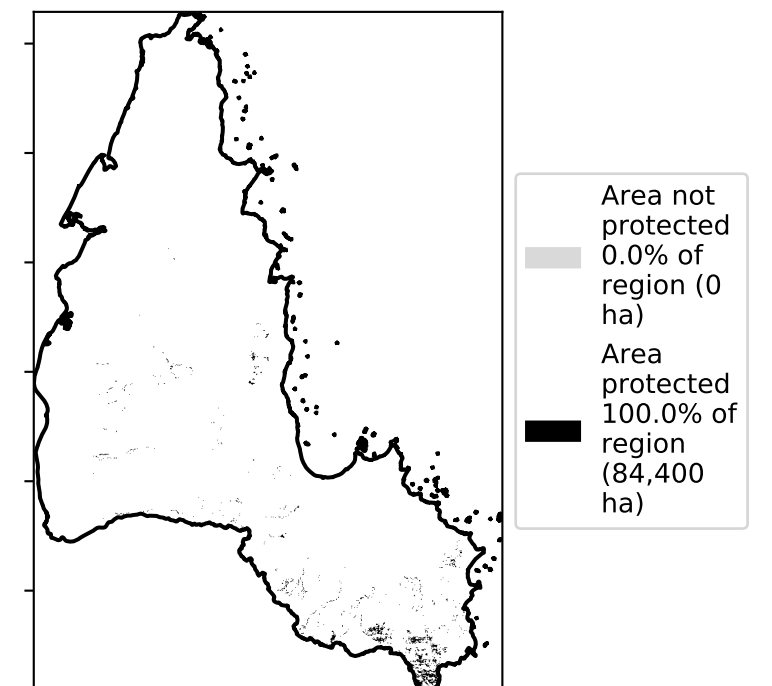 Area not
protected
0.0% of
region (0
ha)
Area
protected
100.0% of
region
(84,400
ha)